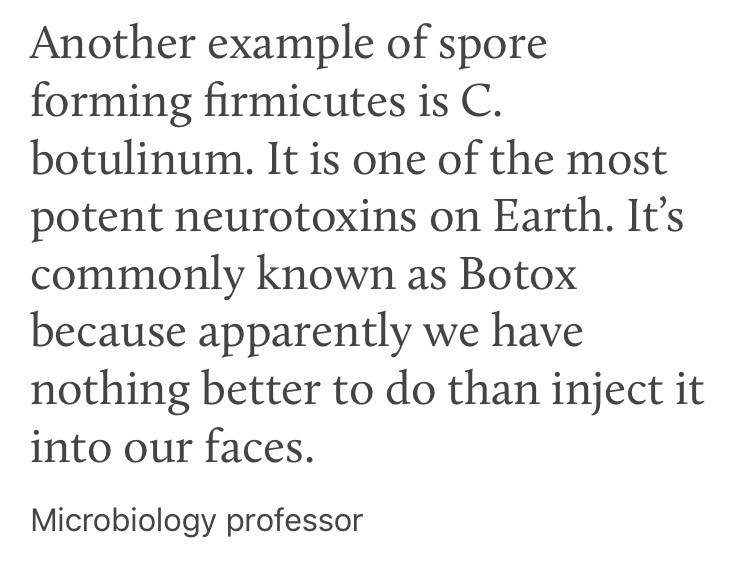 Another example of spore
forming firmicutes is C.
botulinum. It is one of the most
potent neurotoxins on Earth. It’s
commonly known as Botox
because apparently we have
nothing better to do than inject it
into our faces.
Microbiology professor